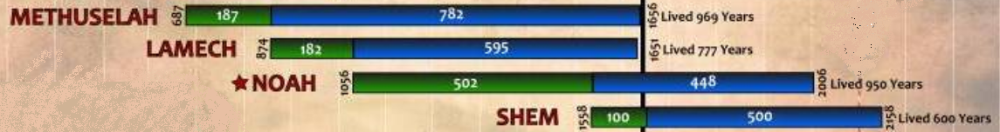 METHUSELAH 687 187 782 1656 Lived 969 Years
LAMECH 874 182 595 1651 Lived 777 Years
NOAH 1056 502 448 2006 Lived 950 Years
SHEM 1558 100 500 2158 Lived 600 Years